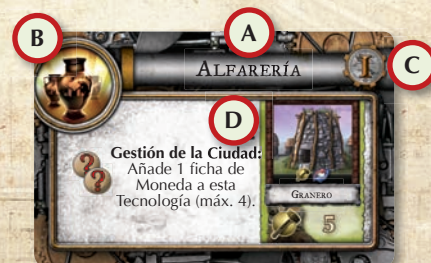 A
B
ALFARERÍA
I
C
D
Gestión de la Ciudad:
Añade 1 ficha de
Moneda a esta
Tecnología (máx. 4).
? ?
GRANERO
5